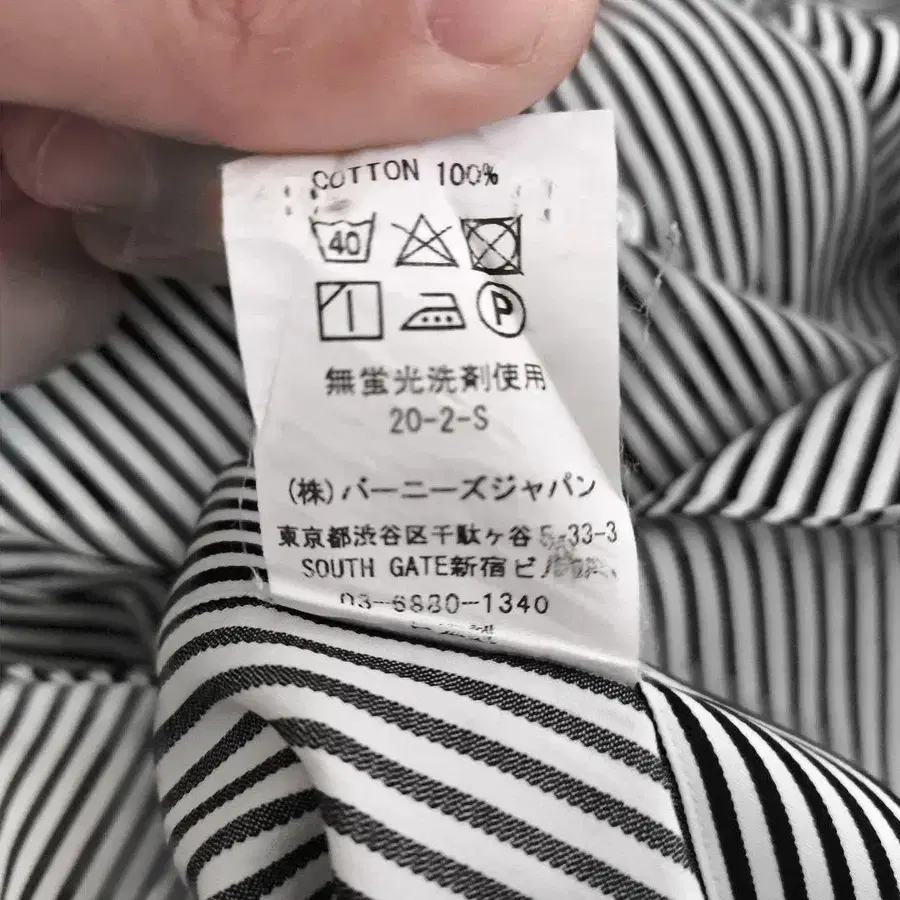 COTTON 100%
40
P
無蛍光洗剤使用
20-2-S
(株)バーニーズジャパン
東京都渋谷区千駄ヶ谷5-33-3
SOUTH GATE新宿ビ
03-6880-1340